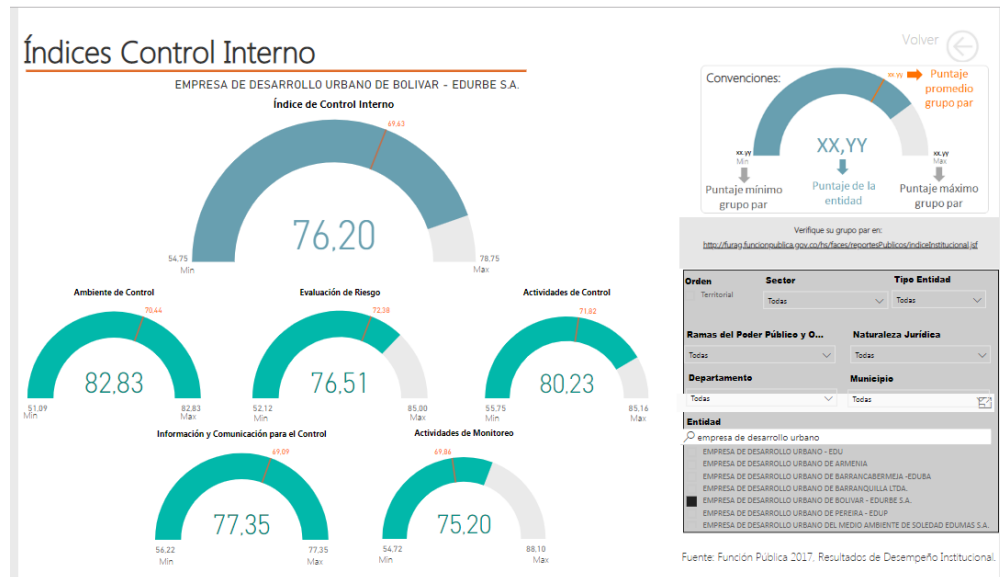 Índices Control Interno
Volver
EMPRESA DE DESARROLLO URBANO DE BOLIVAR - EDURBE S.A.
Índice de Control Interno
69,63
76,20
54,75
Min
78,75
Max
Ambiente de Control
70,44
82,83
51,09
Min
82,83
Max
Evaluación de Riesgo
72,38
76,51
52,12
Min
85,00
Max
Actividades de Control
71,82
80,23
55,75
Min
85,16
Max
Información y Comunicación para el Control
69,09
77,35
56,22
Min
77,35
Max
Actividades de Monitoreo
69,86
75,20
54,72
Min
88,10
Max
Convenciones:
xx,yy
Puntaje
promedio
grupo par
XX,YY
xx,yy
Min
xx,yy
Max
Puntaje mínimo
grupo par
Puntaje de la
entidad
Puntaje máximo
grupo par
Verifique su grupo par en:
http://furag.funcionpublica.gov.co/hs/faces/reportesPublicos/indiceInstitucional.jsf
Orden
Territorial
Sector
Todas
Tipo Entidad
Todas
Ramas del Poder Público y O...
Todas
Naturaleza Jurídica
Todas
Departamento
Todas
Municipio
Todas
Entidad
empresa de desarrollo urbano
EMPRESA DE DESARROLLO URBANO - EDU
EMPRESA DE DESARROLLO URBANO DE ARMENIA
EMPRESA DE DESARROLLO URBANO DE BARRANCABERMEJA -EDUBA
EMPRESA DE DESARROLLO URBANO DE BARRANQUILLA LTDA.
EMPRESA DE DESARROLLO URBANO DE BOLIVAR - EDURBE S.A.
EMPRESA DE DESARROLLO URBANO DE PEREIRA - EDUP
EMPRESA DE DESARROLLO URBANO DEL MEDIO AMBIENTE DE SOLEDAD EDUMAS S.A.
Fuente: Función Pública 2017, Resultados de Desempeño Institucional.